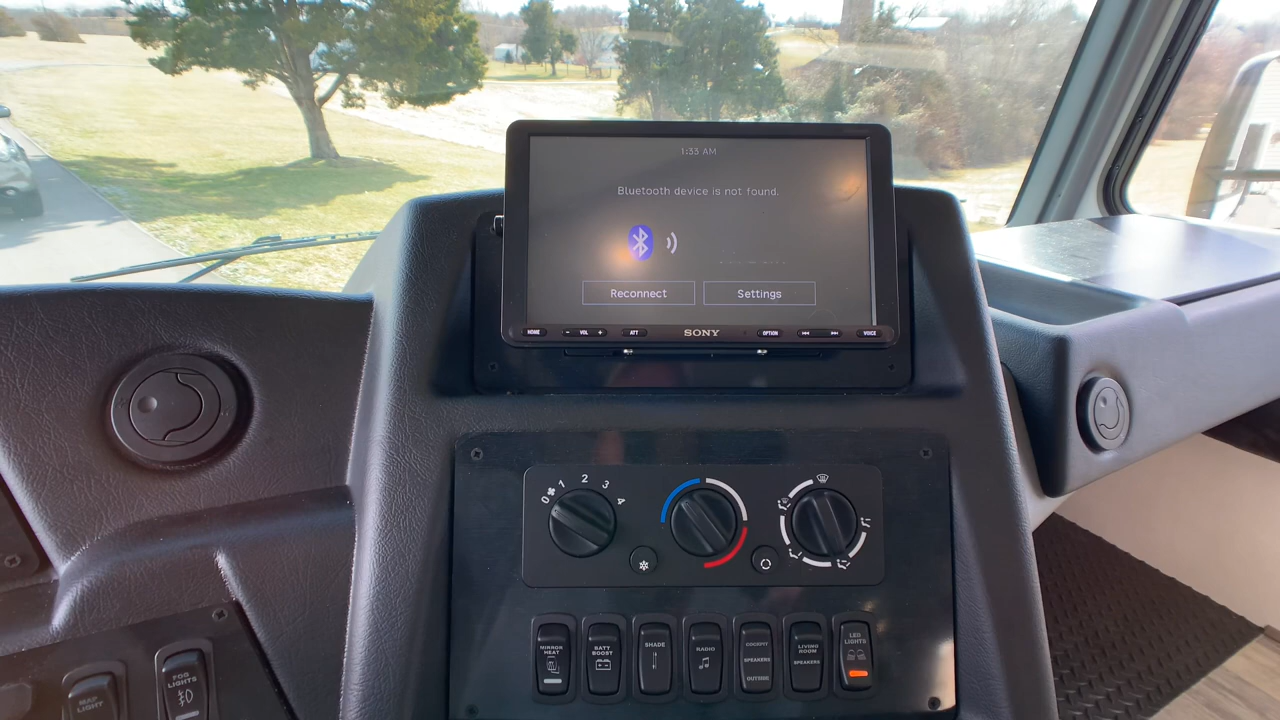 1:33 AM
Bluetooth device is not found.
Reconnect
Settings
HOME
- VOL +
ATT
SONY
OPTION
VOICE
0 1 2 3 4
MIRROR
HEAT
BATT
BOOST
SHADE
RADIO
COCKPIT
SPEAKERS
OUTSIDE
LIVING
ROOM
SPEAKERS
LED
LIGHTS
MAP
LIGHT
FOG
LIGHTS